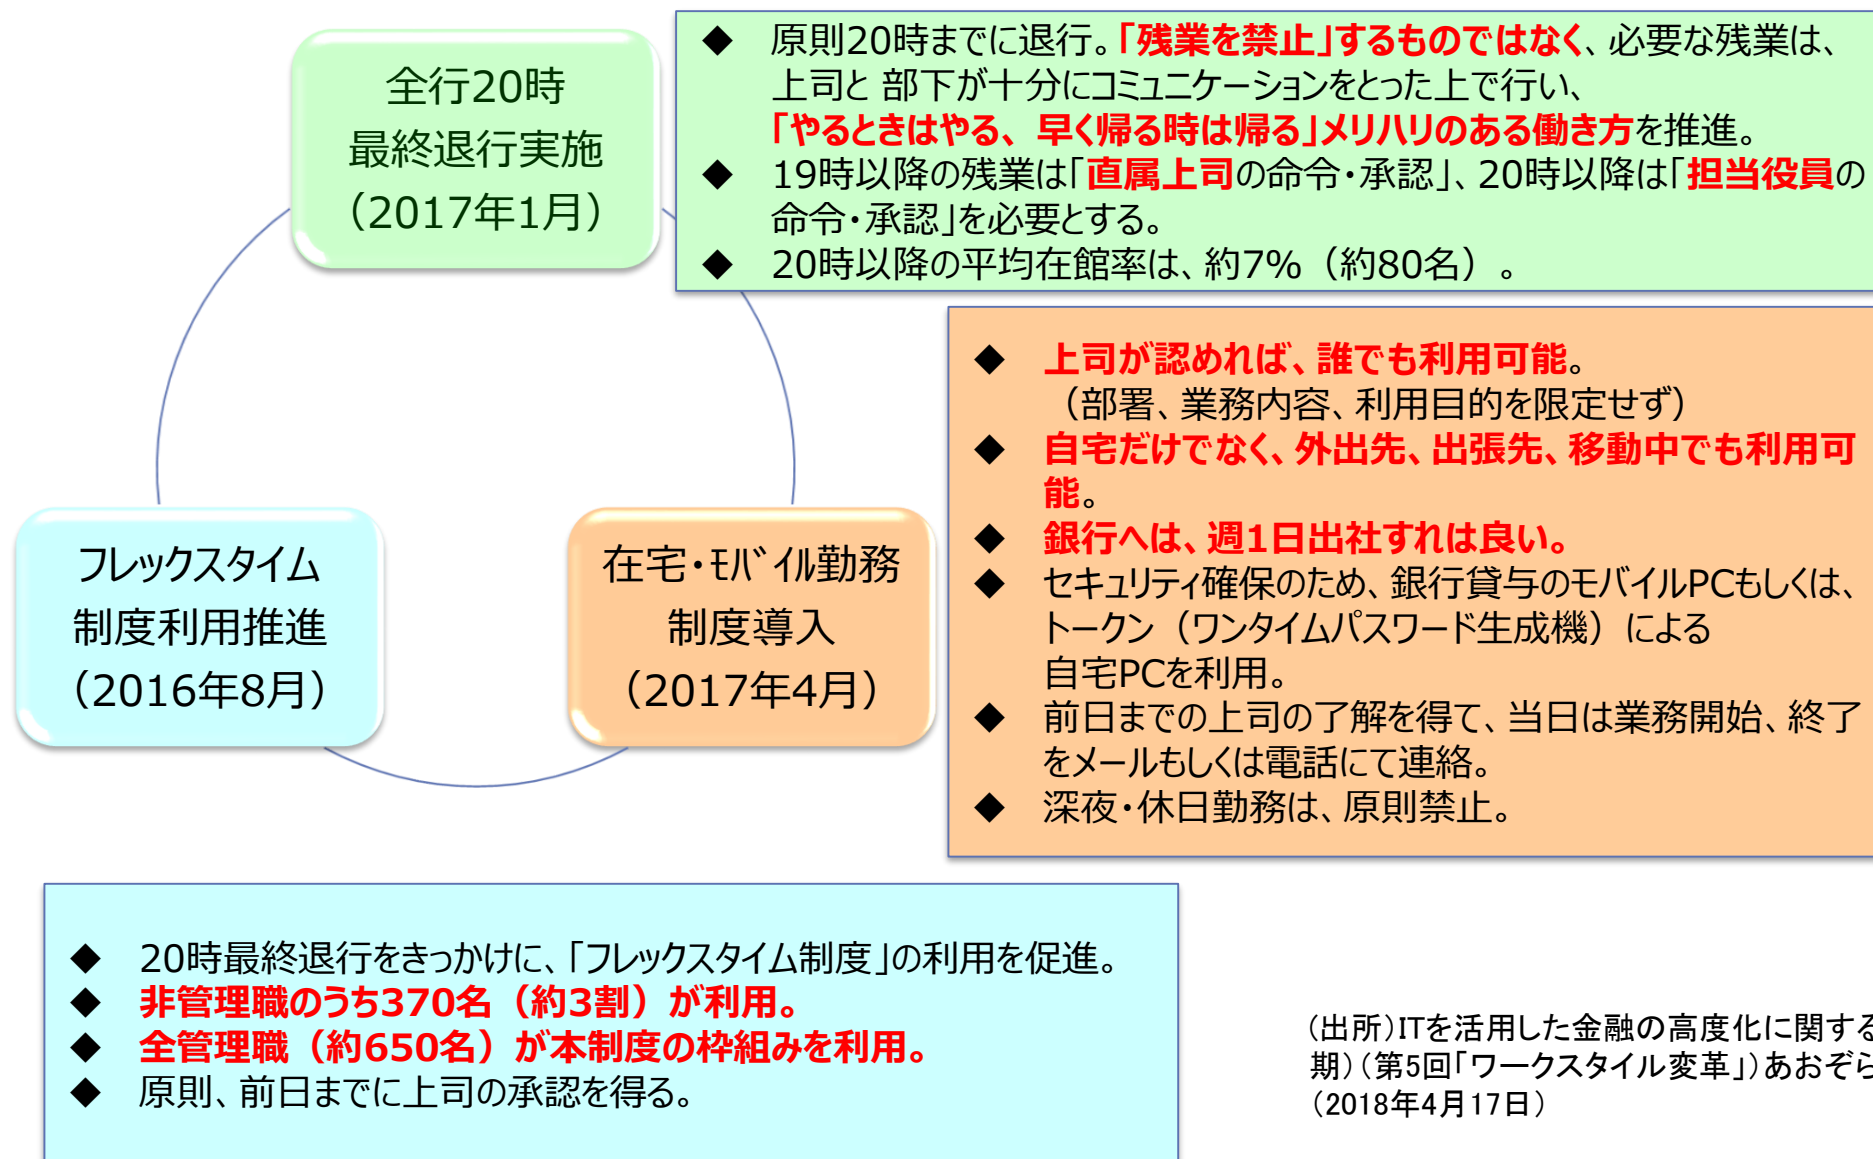 全行20時
最終退行実施
（2017年1月）
◆ 原則20時までに退行。「残業を禁止」するものではなく、必要な残業は、
上司と 部下が十分にコミュニケーションをとった上で行い、
「やるときはやる、早く帰る時は帰る」メリハリのある働き方を推進。
◆ 19時以降の残業は「直属上司の命令・承認」、20時以降は「担当役員の
命令・承認」を必要とする。
◆ 20時以降の平均在館率は、約7%（約80名）。
フレックスタイム
制度利用推進
（2016年8月）
在宅・ﾓﾊﾞｲﾙ勤務
制度導入
（2017年4月）
◆ 上司が認めれば、誰でも利用可能。
（部署、業務内容、利用目的を限定せず）
◆ 自宅だけでなく、外出先、出張先、移動中でも利用可
能。
◆ 銀行へは、週1日出社すれは良い。
◆ セキュリティ確保のため、銀行貸与のモバイルPCもしくは、
トークン（ワンタイムパスワード生成機）による
自宅PCを利用。
◆ 前日までの上司の了解を得て、当日は業務開始、終了
をメールもしくは電話にて連絡。
◆ 深夜・休日勤務は、原則禁止。
◆ 20時最終退行をきっかけに、「フレックスタイム制度」の利用を促進。
◆ 非管理職のうち370名（約3割）が利用。
◆ 全管理職（約650名）が本制度の枠組みを利用。
◆ 原則、前日までに上司の承認を得る。
（出所）ITを活用した金融の高度化に関する
期）（第5回「ワークスタイル変革」）あおぞら
（2018年4月17日）